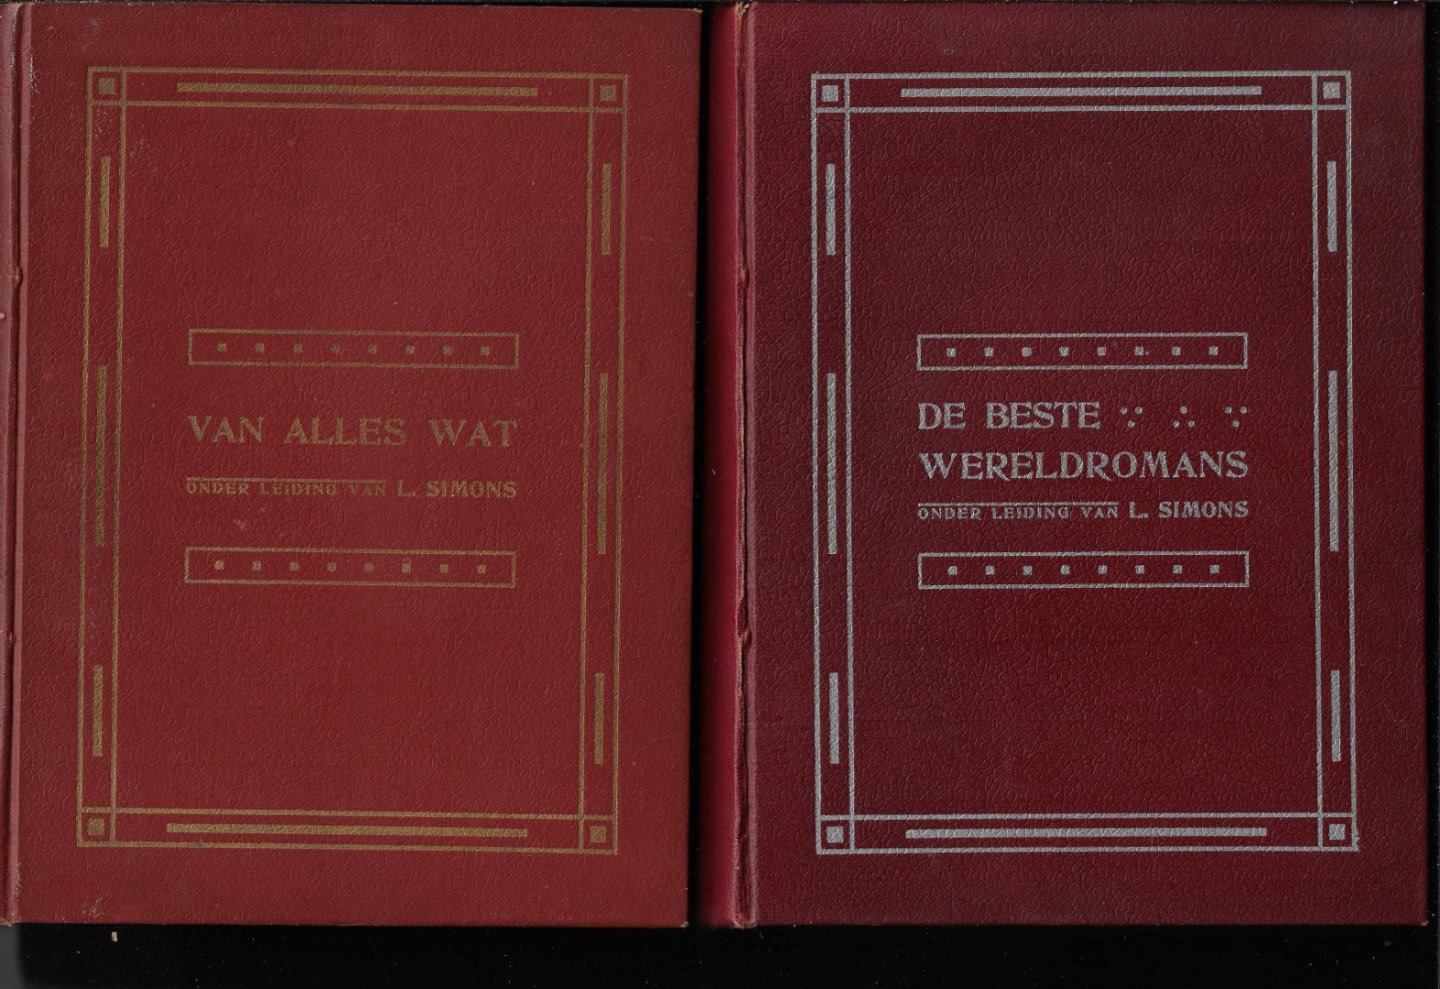 VAN ALLES WAT
ONDER LEIDING VAN L. SIMONS
DE BESTE
WERELDROMANS
ONDER LEIDING VAN L. SIMONS